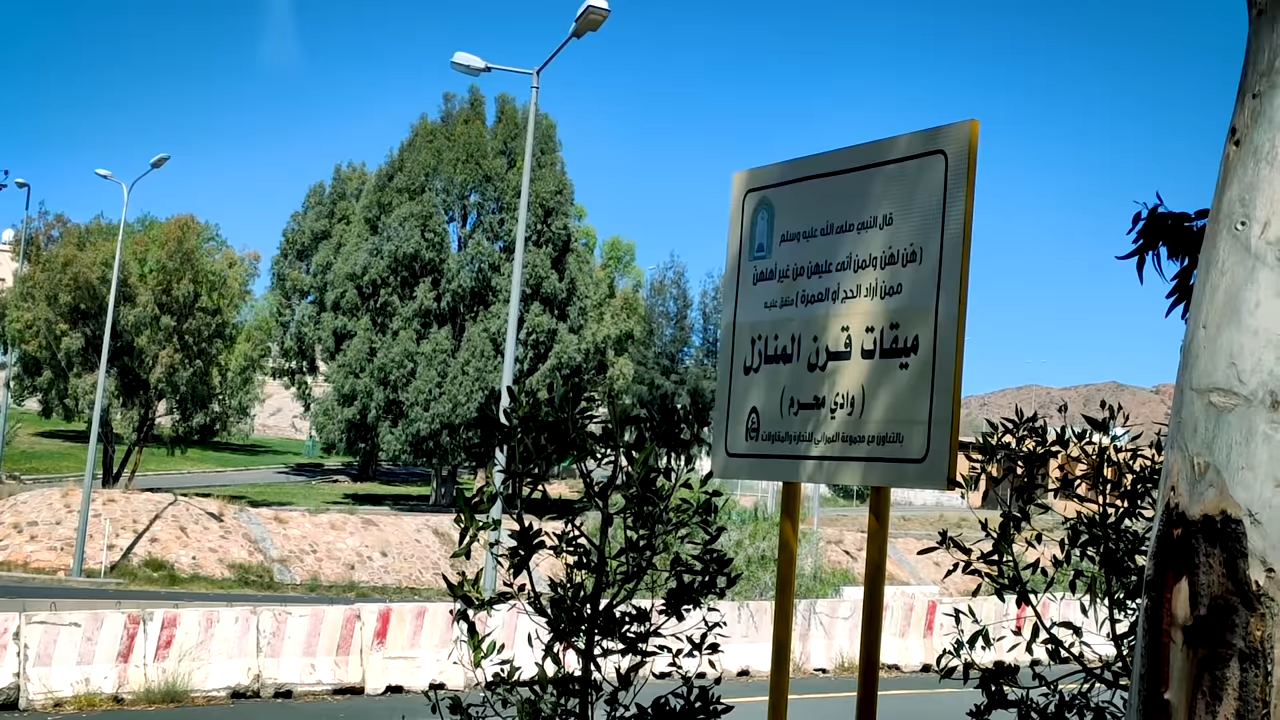 قال النبي صلى الله عليه وسلم
( هن لهن ولمن أتى عليهن من غير أهلهن
ممن أراد الحج أو العمرة ) متفق عليه
ميقات قرن المنازل
( وادي محرم )
بالتعاون مع مجموعة العمراني للتجارة والمقاولات